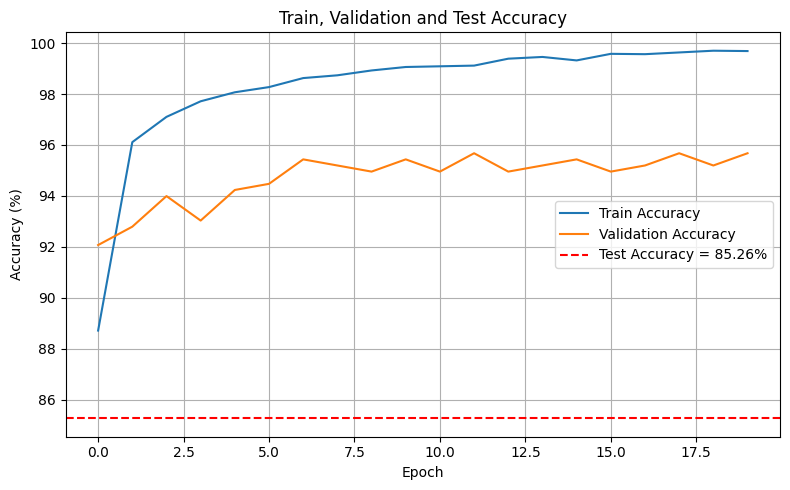 Train, Validation and Test Accuracy
100
98
96
94
92
90
88
86
Accuracy (%)
Train Accuracy
Validation Accuracy
Test Accuracy = 85.26%
0.0 2.5 5.0 7.5 10.0 12.5 15.0 17.5
Epoch